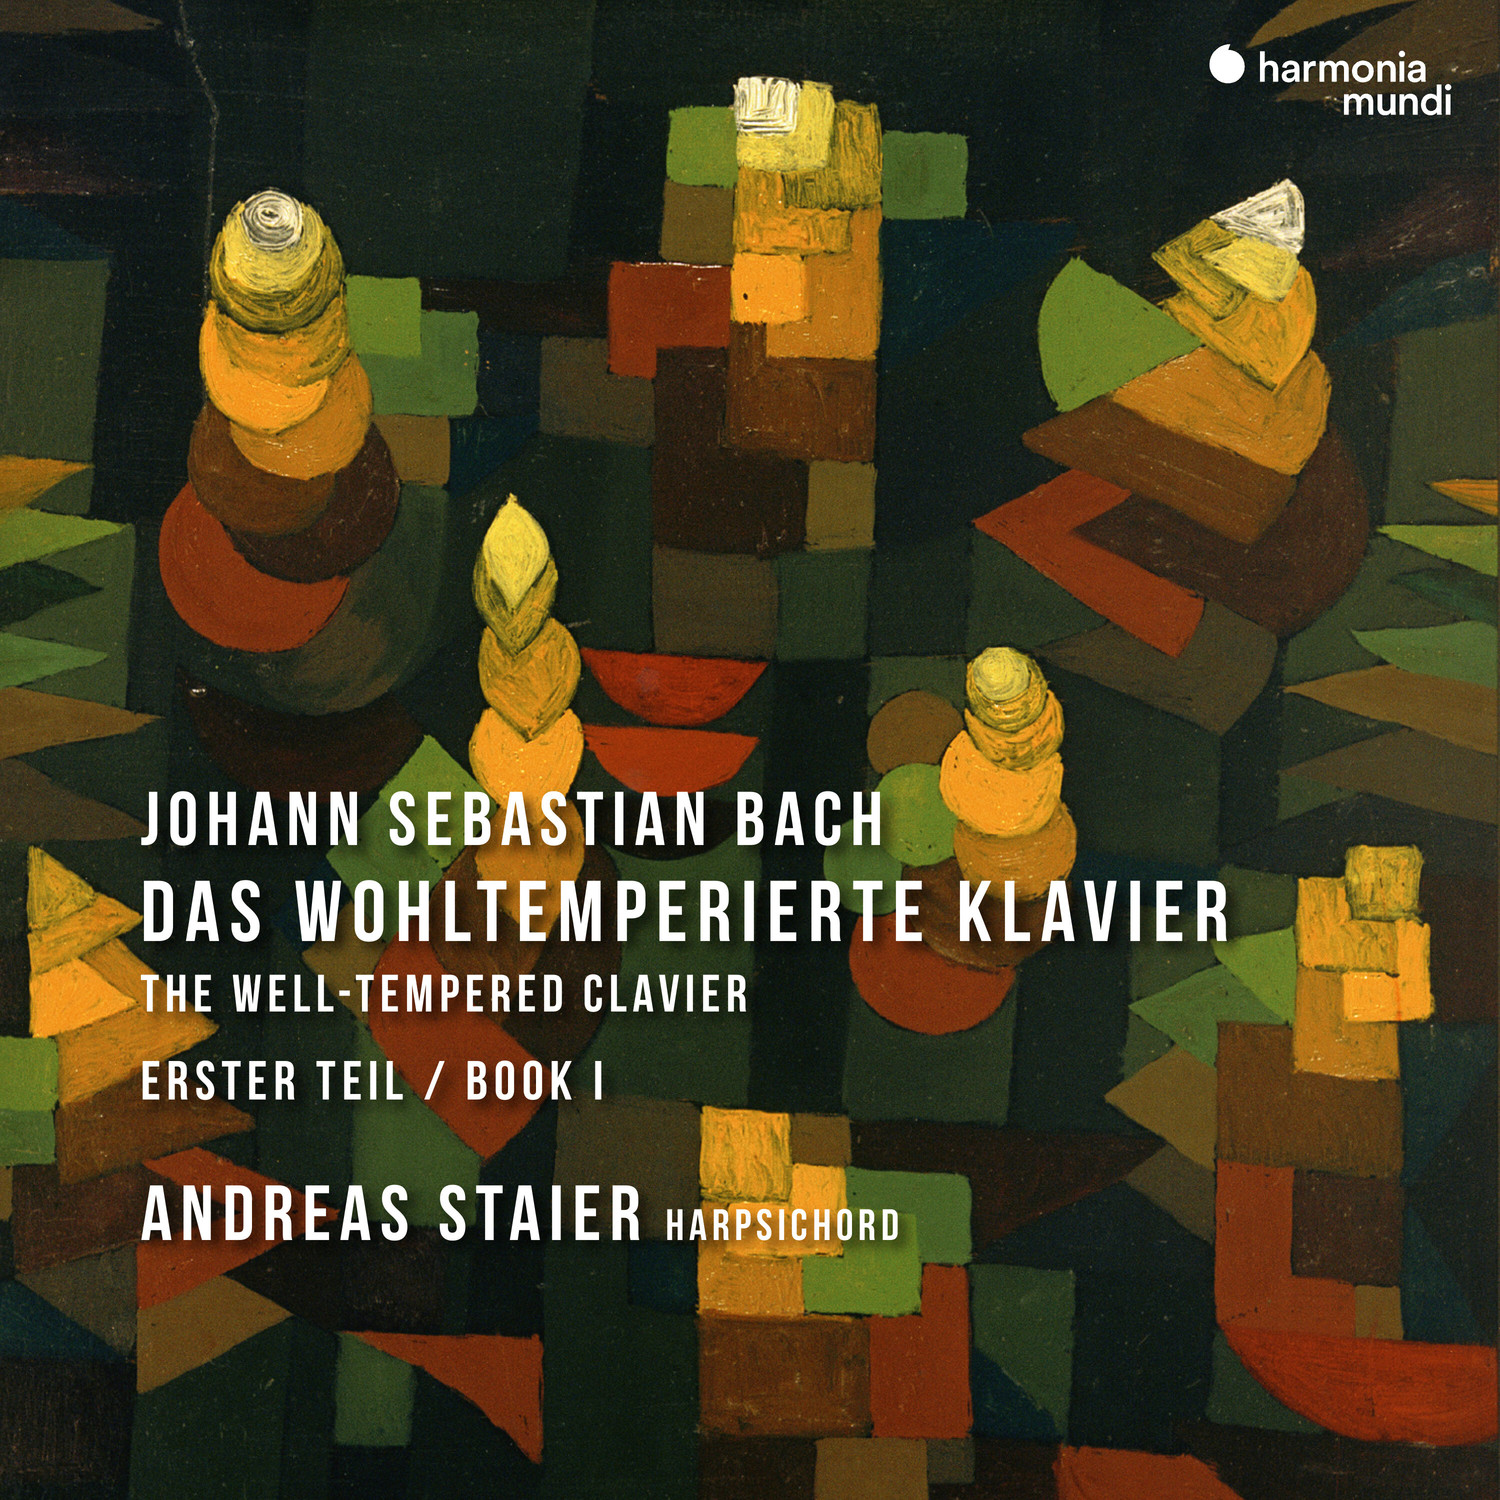 harmonia
mundi
JOHANN SEBASTIAN BACH
DAS WOHLTEMPERIERTE KLAVIER
THE WELL-TEMPERED CLAVIER
ERSTER TEIL / BOOK I
ANDREAS STAIER HARPSICHORD